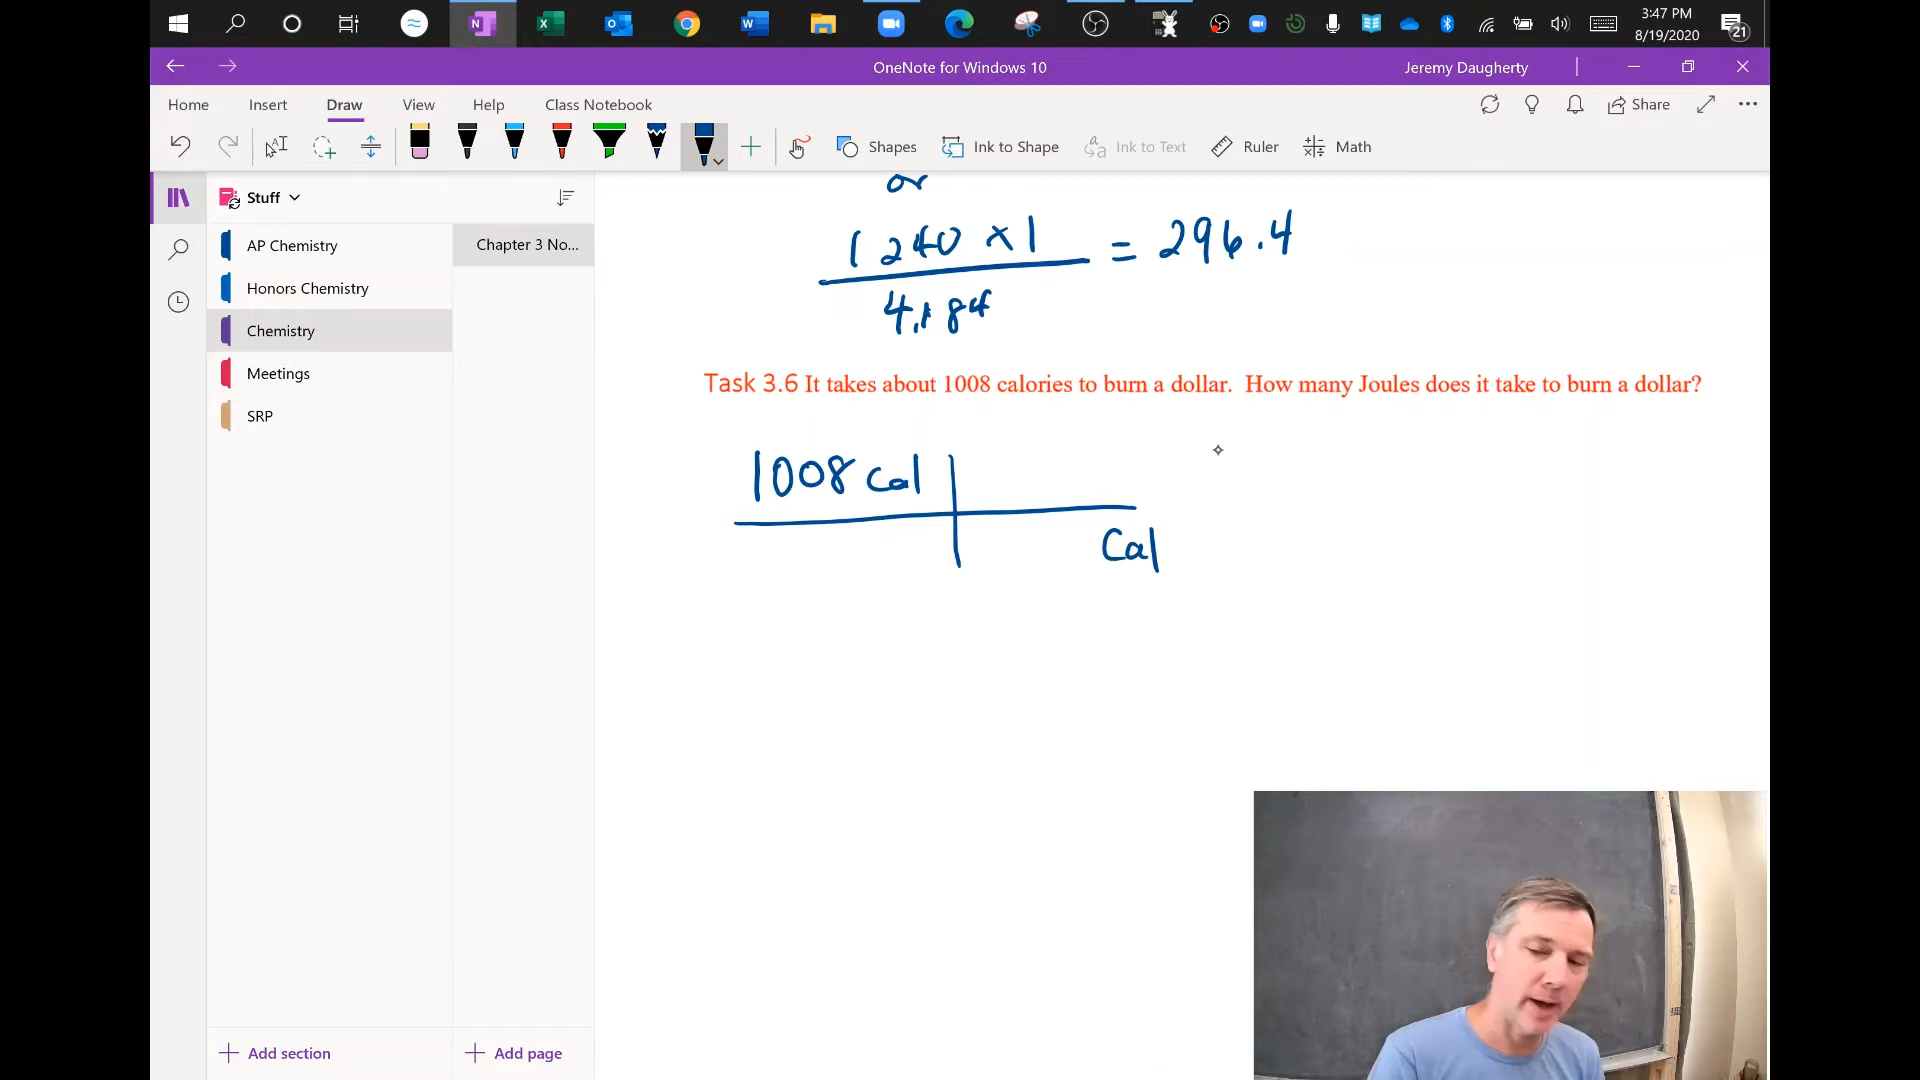 3:47 PM
8/19/2020
21
OneNote for Windows 10
Jeremy Daugherty
Home Insert Draw View Help Class Notebook
Share
Shapes Ink to Shape Ink to Text Ruler Math
Stuff
AP Chemistry
Honors Chemistry
Chemistry
Meetings
SRP
Chapter 3 No...
or
1240 x 1 = 296.4
4.184
Task 3.6 It takes about 1008 calories to burn a dollar. How many Joules does it take to burn a dollar?
1008 Cal
Cal
+ Add section
+ Add page